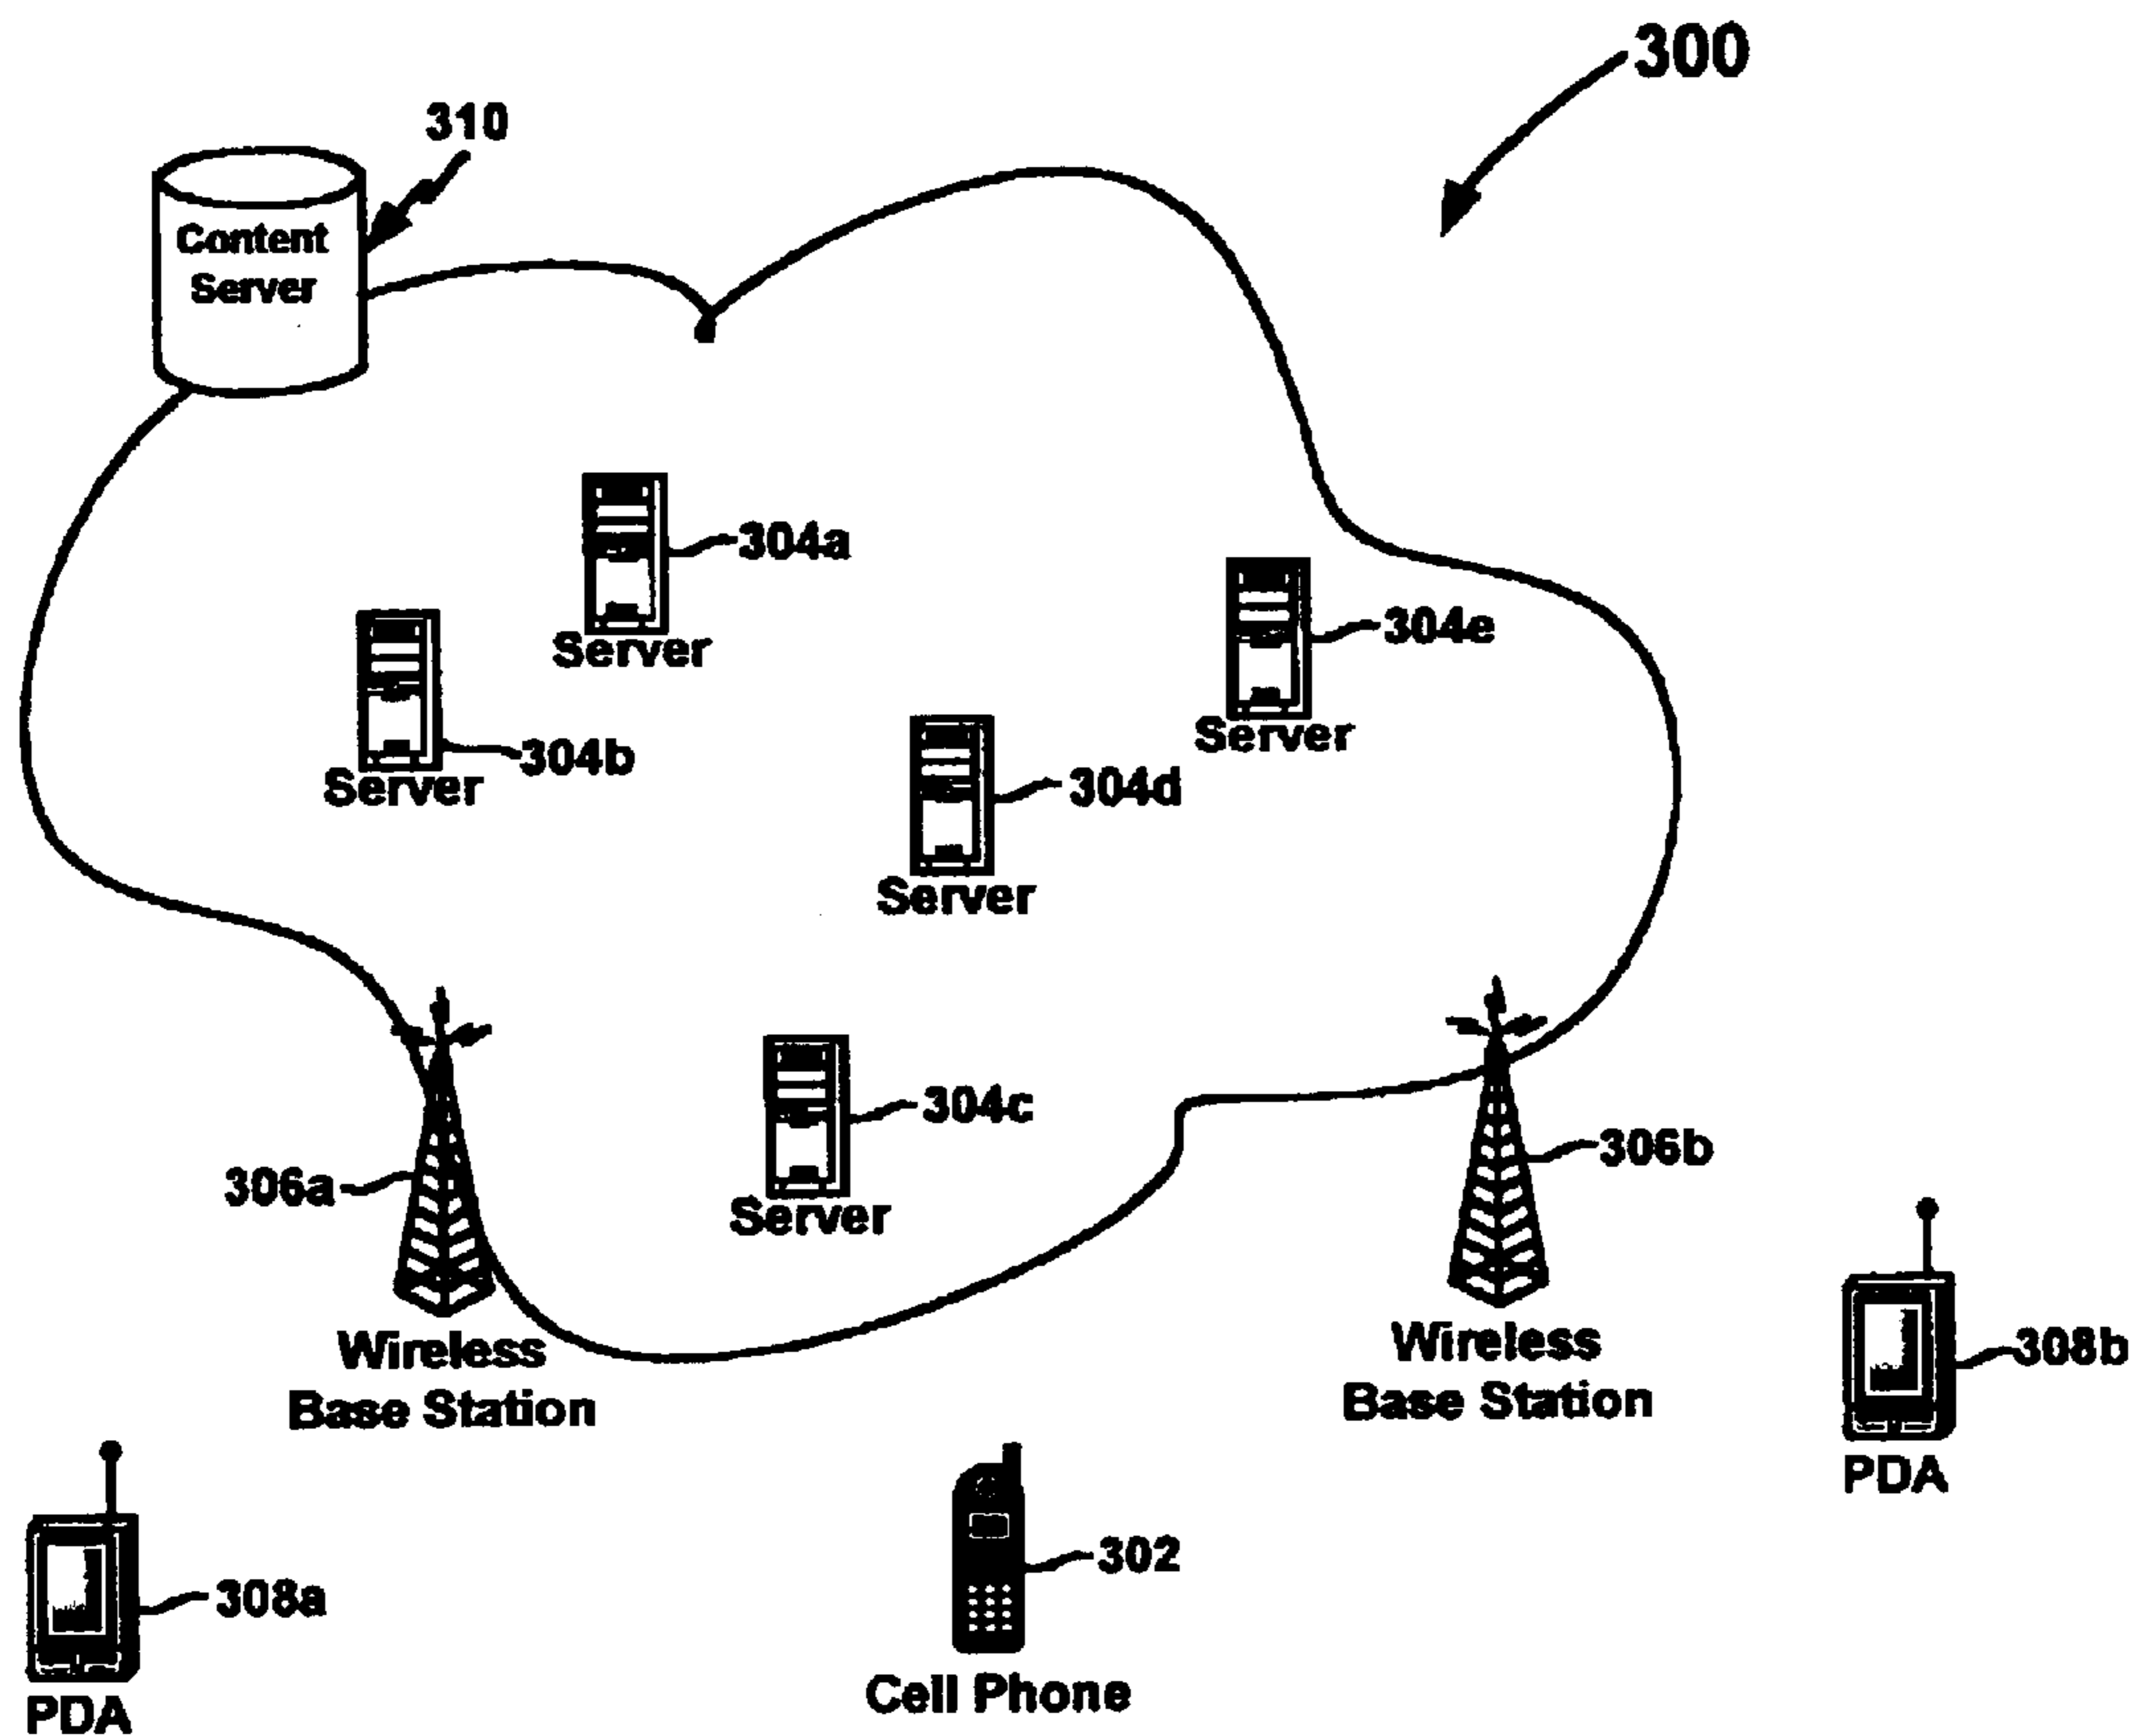 300
310
Content
Server
304a
Server
304e
Server
304b
Server
304d
Server
304c
Server
306a
Wireless
Base Station
306b
Wireless
Base Station
308b
PDA
308a
PDA
302
Cell Phone